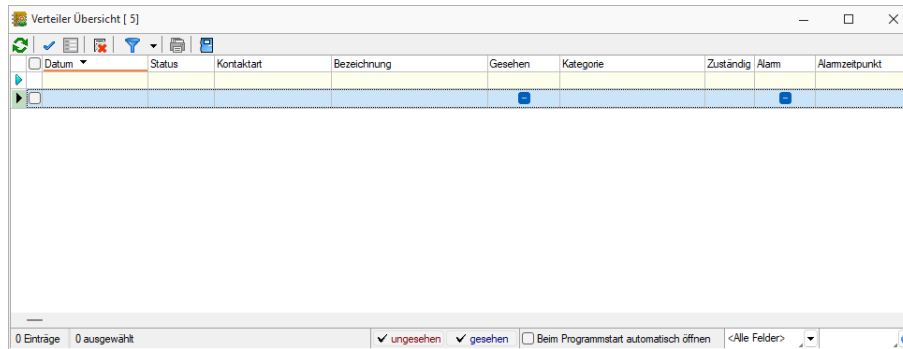 Verteiler Übersicht [ 5]
Datum Status Kontaktart Bezeichnung Gesehen Kategorie Zuständig Alarm Alarmzeitpunkt
0 Einträge 0 ausgewählt ungesehen gesehen Beim Programmstart automatisch öffnen <Alle Felder>